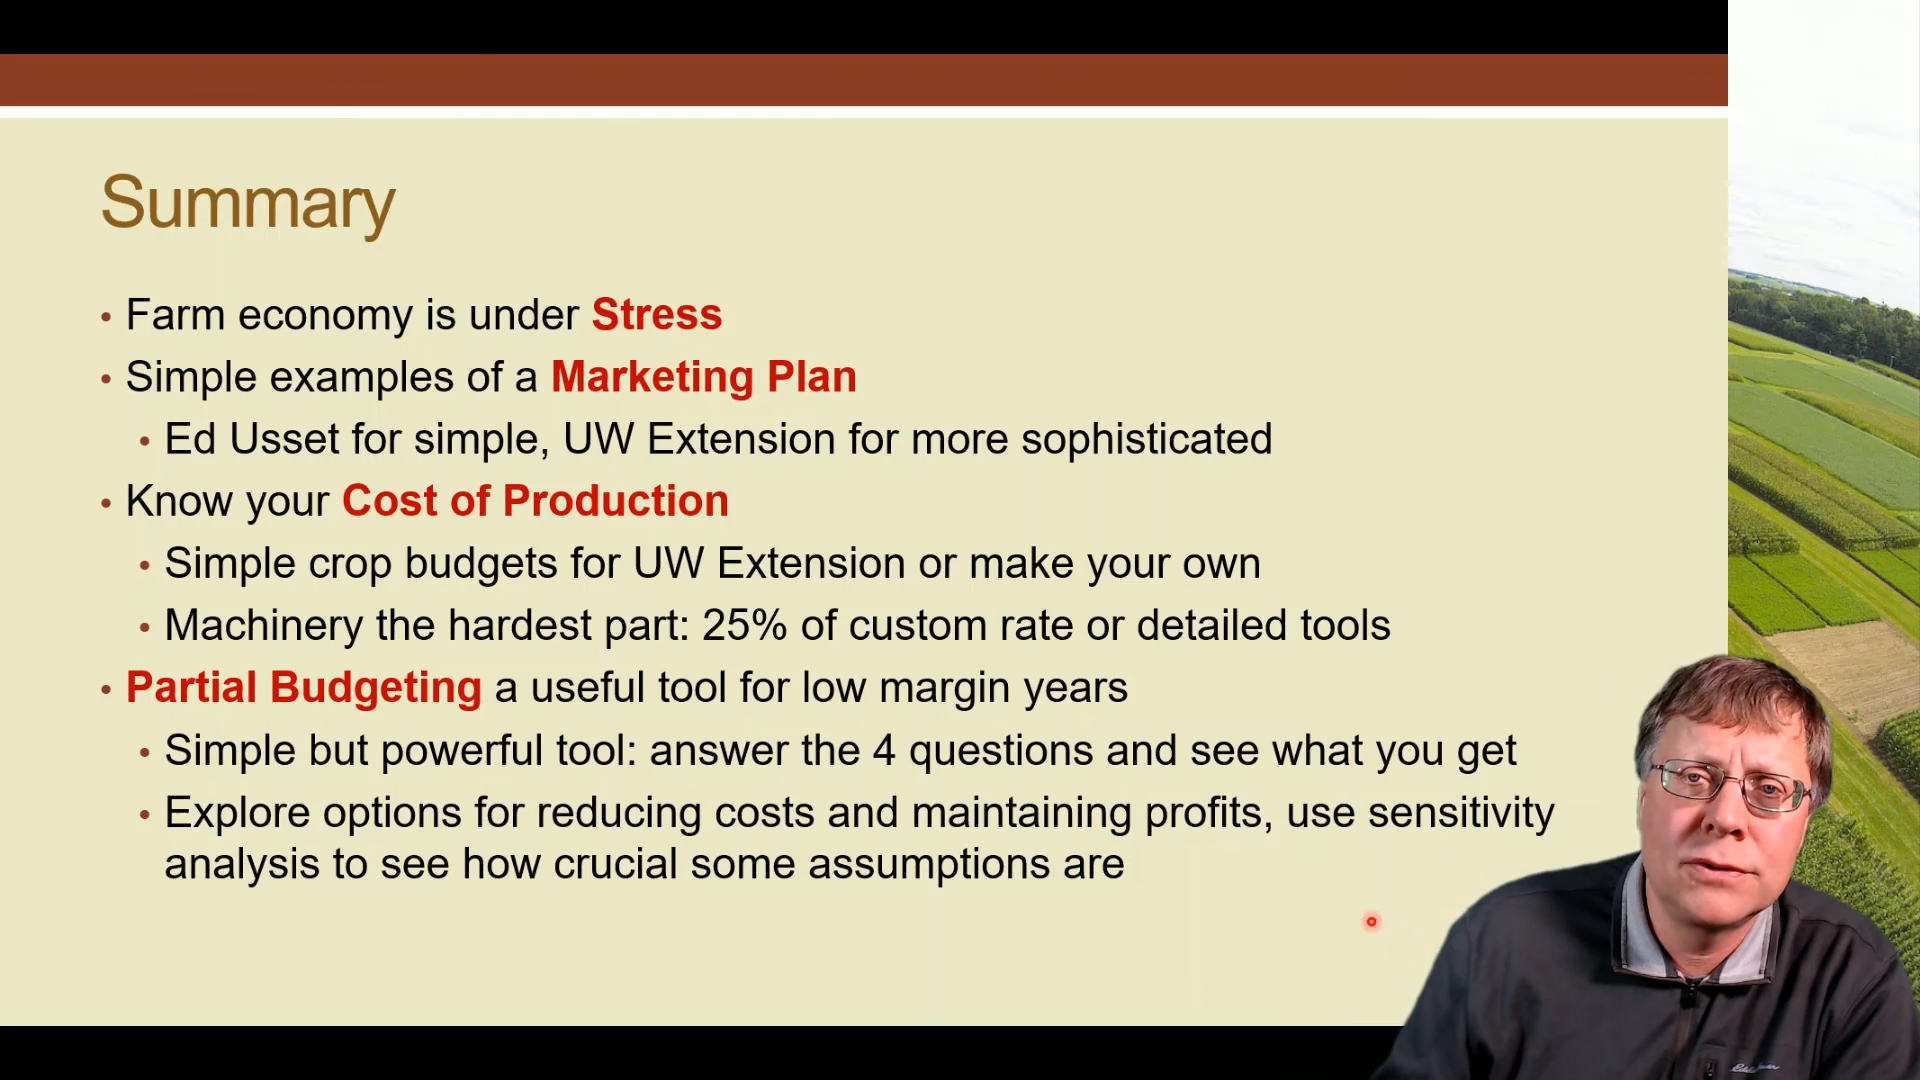 Summary
• Farm economy is under Stress
• Simple examples of a Marketing Plan
• Ed Usset for simple, UW Extension for more sophisticated
• Know your Cost of Production
• Simple crop budgets for UW Extension or make your own
• Machinery the hardest part: 25% of custom rate or detailed tools
• Partial Budgeting a useful tool for low margin years
• Simple but powerful tool: answer the 4 questions and see what you get
• Explore options for reducing costs and maintaining profits, use sensitivity
analysis to see how crucial some assumptions are